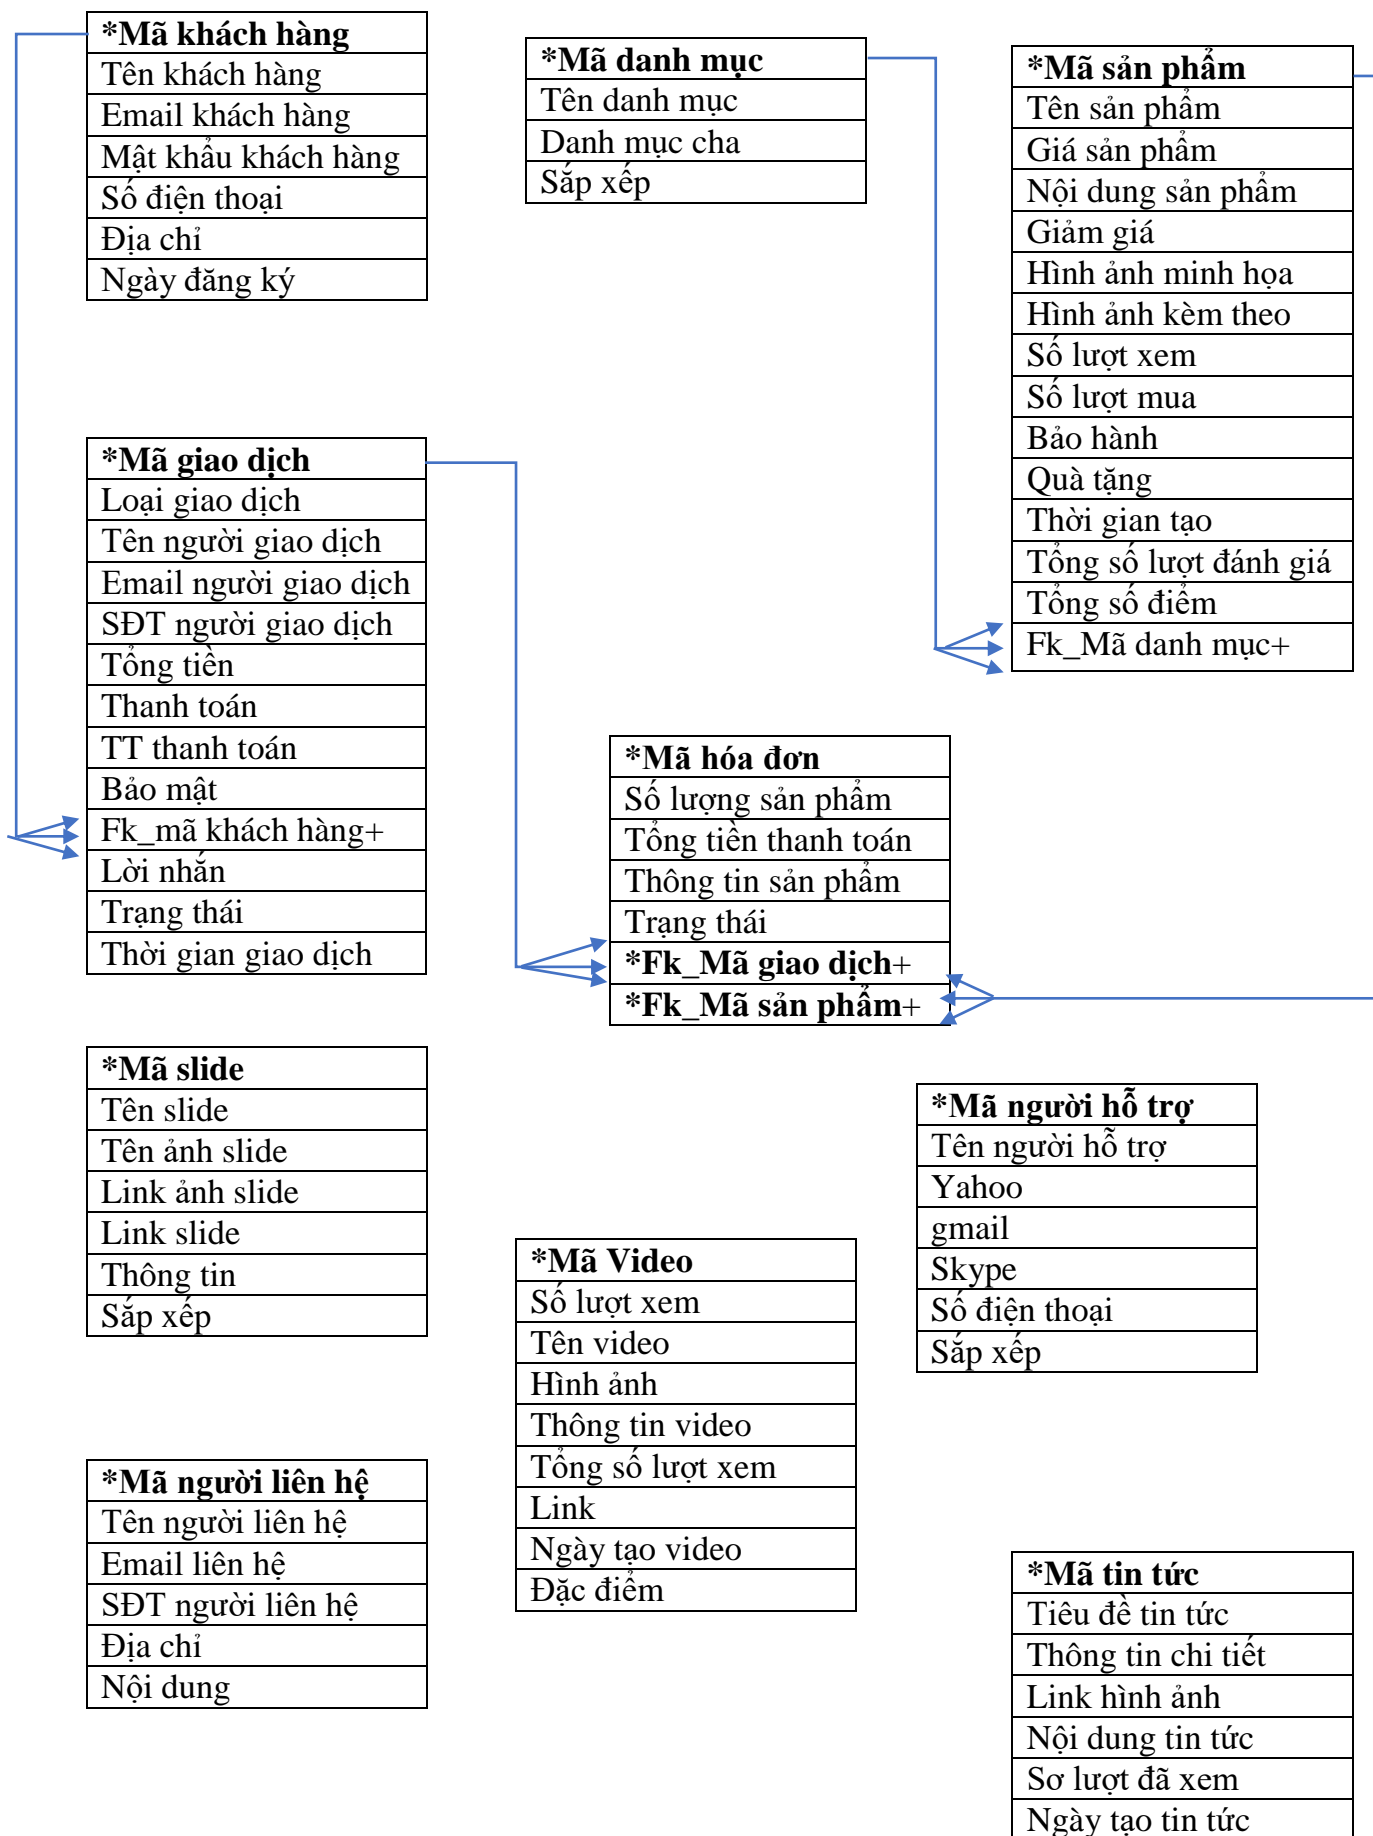 *Mã khách hàng
Tên khách hàng
Email khách hàng
Mật khẩu khách hàng
Số điện thoại
Địa chỉ
Ngày đăng ký
*Mã danh mục
Tên danh mục
Danh mục cha
Sắp xếp
*Mã sản phẩm
Tên sản phẩm
Giá sản phẩm
Nội dung sản phẩm
Giảm giá
Hình ảnh minh họa
Hình ảnh kèm theo
Số lượt xem
Số lượt mua
Bảo hành
Quà tặng
Thời gian tạo
Tổng số lượt đánh giá
Tổng số điểm
Fk_Mã danh mục+
*Mã giao dịch
Loại giao dịch
Tên người giao dịch
Email người giao dịch
SĐT người giao dịch
Tổng tiền
Thanh toán
TT thanh toán
Bảo mật
Fk_mã khách hàng+
Lời nhắn
Trạng thái
Thời gian giao dịch
*Mã hóa đơn
Số lượng sản phẩm
Tổng tiền thanh toán
Thông tin sản phẩm
Trạng thái
*Fk_Mã giao dịch+
*Fk_Mã sản phẩm+
*Mã slide
Tên slide
Tên ảnh slide
Link ảnh slide
Link slide
Thông tin
Sắp xếp
*Mã người hỗ trợ
Tên người hỗ trợ
Yahoo
gmail
Skype
Số điện thoại
Sắp xếp
*Mã Video
Số lượt xem
Tên video
Hình ảnh
Thông tin video
Tổng số lượt xem
Link
Ngày tạo video
Đặc điểm
*Mã người liên hệ
Tên người liên hệ
Email liên hệ
SĐT người liên hệ
Địa chỉ
Nội dung
*Mã tin tức
Tiêu đề tin tức
Thông tin chi tiết
Link hình ảnh
Nội dung tin tức
Sơ lượt đã xem
Ngày tạo tin tức